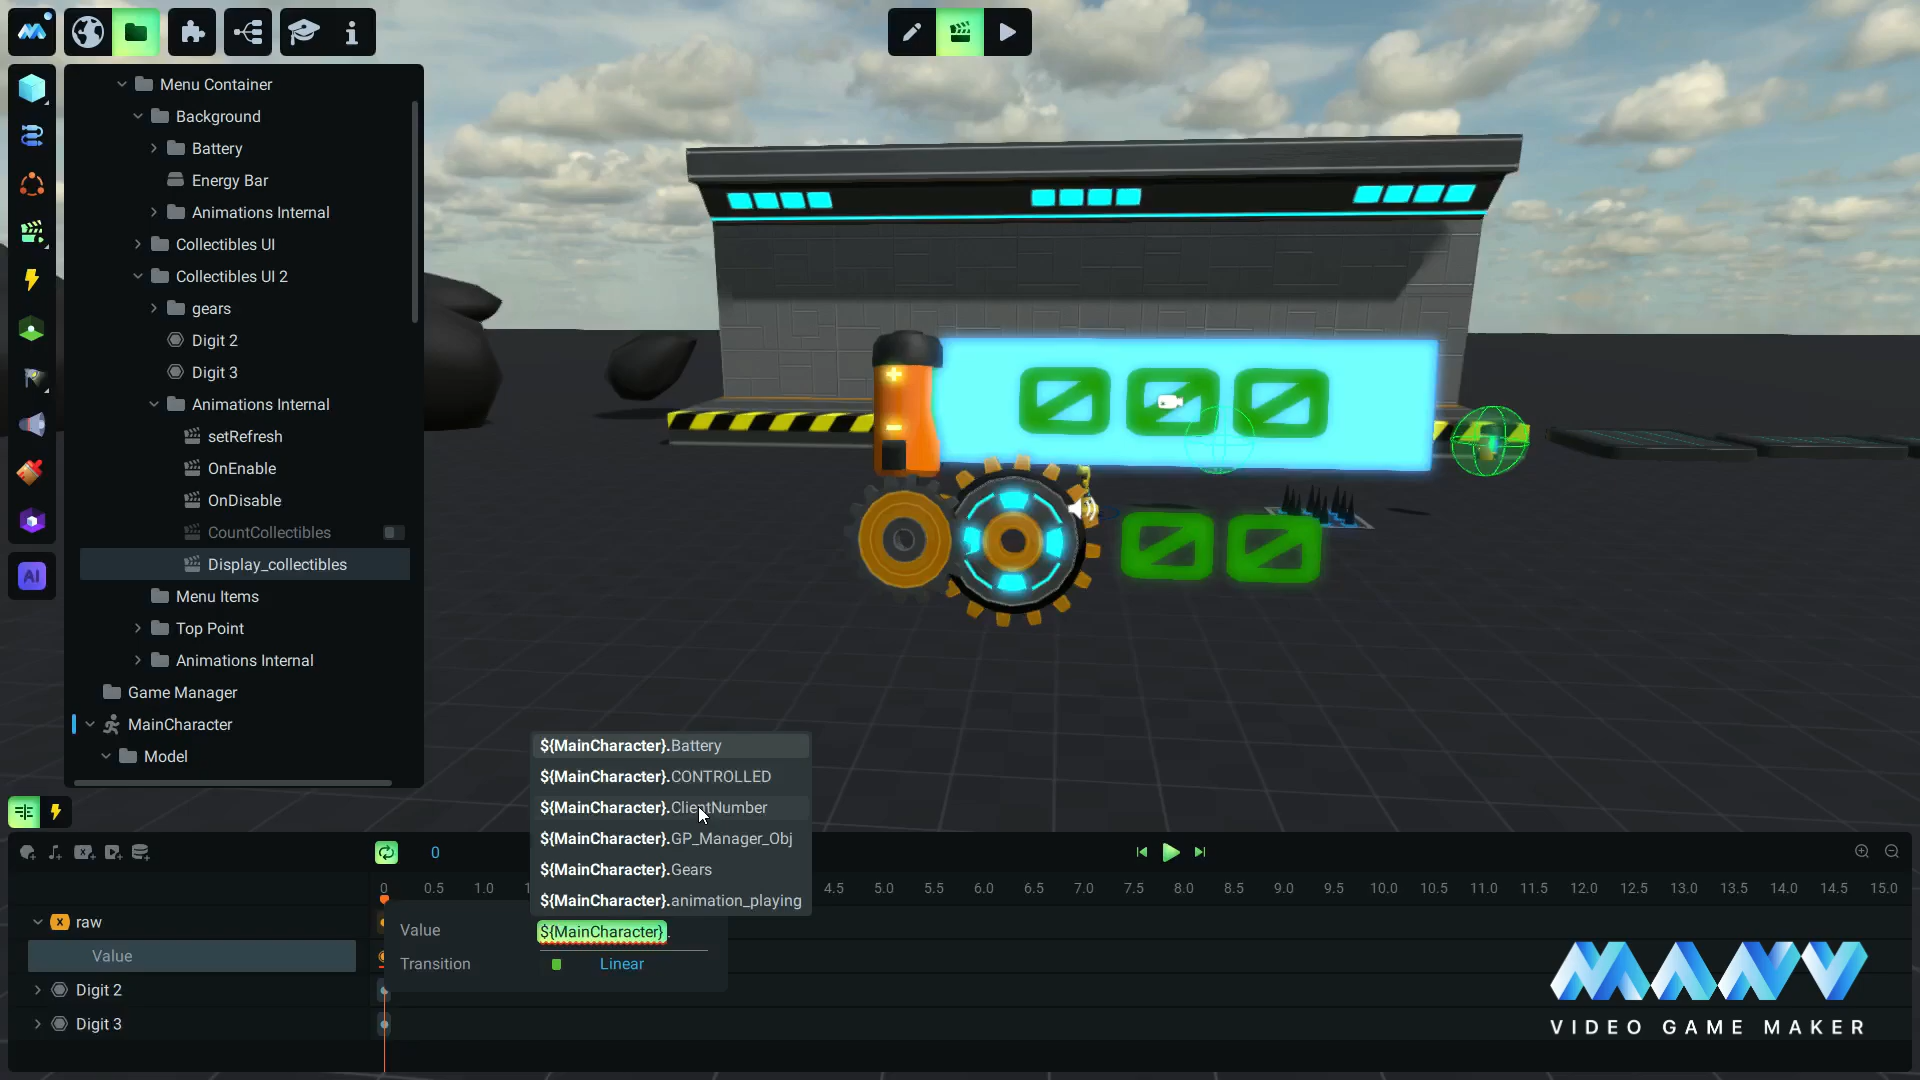 Menu Container
Background
Battery
Energy Bar
Animations Internal
Collectibles UI
Collectibles UI 2
gears
Digit 2
Digit 3
Animations Internal
setRefresh
OnEnable
OnDisable
CountCollectibles
Display_collectibles
Menu Items
Top Point
Animations Internal
Game Manager
MainCharacter
Model
AI
${MainCharacter}.Battery
${MainCharacter}.CONTROLLED
${MainCharacter}.ClientNumber
${MainCharacter}.GP_Manager_Obj
${MainCharacter}.Gears
${MainCharacter}.animation_playing
0
0 0.5 1.0 1 4.5 5.0 5.5 6.0 6.5 7.0 7.5 8.0 8.5 9.0 9.5 10.0 10.5 11.0 11.5 12.0 12.5 13.0 13.5 14.0 14.5 15.0
raw
Value
Digit 2
Digit 3
Value ${MainCharacter}.
Transition Linear
MANV
VIDEO GAME MAKER